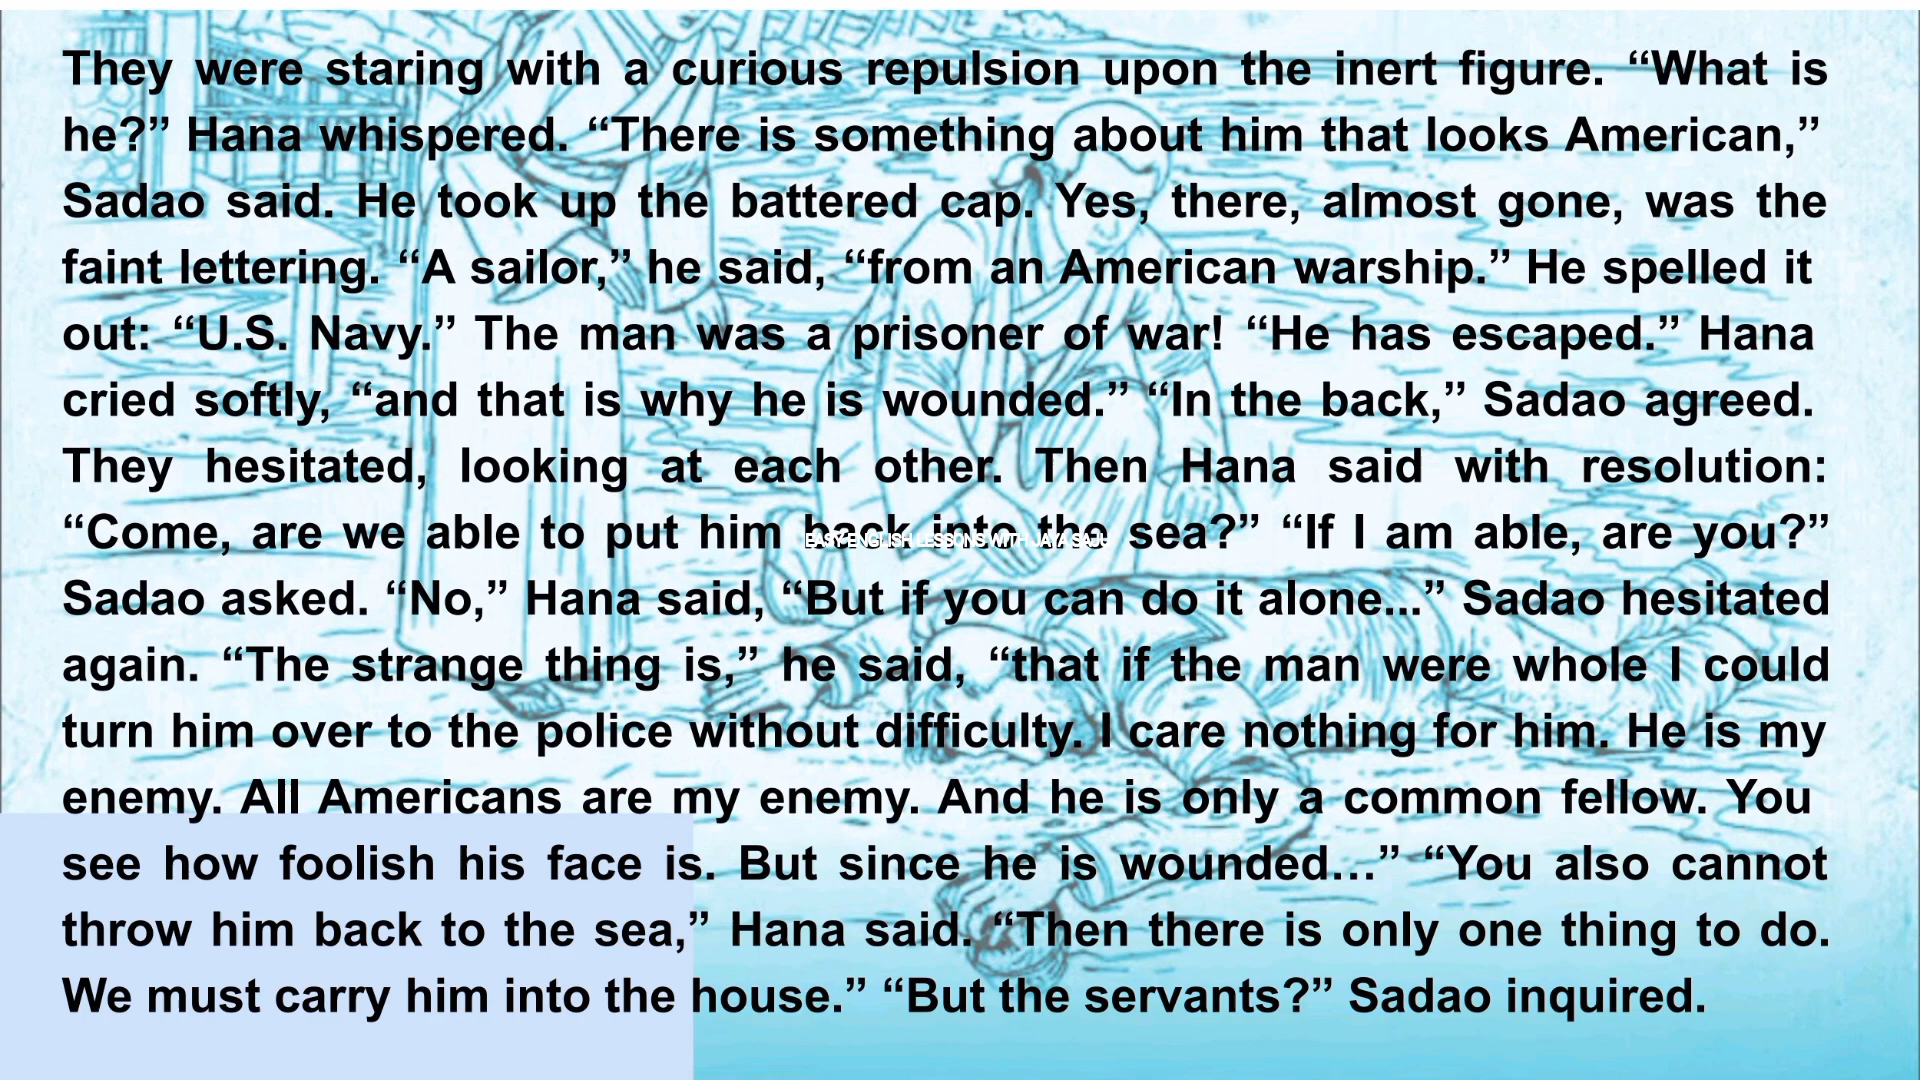 They were staring with a curious repulsion upon the inert figure. “What is
he?” Hana whispered. “There is something about him that looks American,”
Sadao said. He took up the battered cap. Yes, there, almost gone, was the
faint lettering. “A sailor,” he said, “from an American warship.” He spelled it
out: “U.S. Navy.” The man was a prisoner of war! “He has escaped.” Hana
cried softly, “and that is why he is wounded.” “In the back,” Sadao agreed.
They hesitated, looking at each other. Then Hana said with resolution:
“Come, are we able to put him back into the sea?” “If I am able, are you?”
EASY ENGLISH LESSONS WITH JAYA SAJU
Sadao asked. “No,” Hana said, “But if you can do it alone...” Sadao hesitated
again. “The strange thing is,” he said, “that if the man were whole I could
turn him over to the police without difficulty. I care nothing for him. He is my
enemy. All Americans are my enemy. And he is only a common fellow. You
see how foolish his face is. But since he is wounded…” “You also cannot
throw him back to the sea,” Hana said. “Then there is only one thing to do.
We must carry him into the house.” “But the servants?” Sadao inquired.